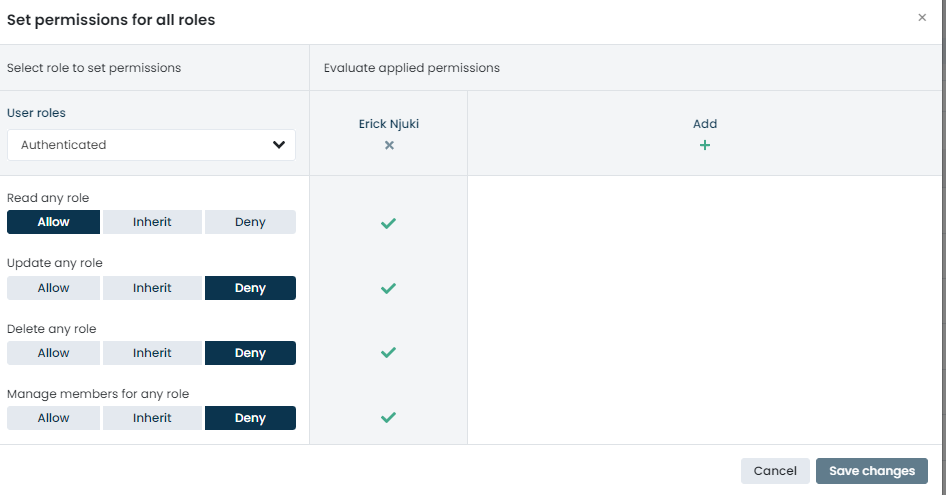 Set permissions for all roles
Select role to set permissions
Evaluate applied permissions
User roles
Authenticated
Erick Njuki
Add
Read any role
Allow Inherit Deny
Update any role
Allow Inherit Deny
Delete any role
Allow Inherit Deny
Manage members for any role
Allow Inherit Deny
Cancel Save changes